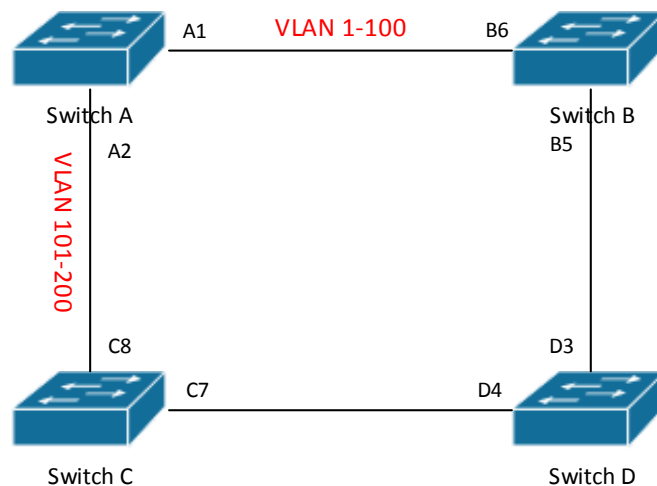 A1
VLAN 1-100
B6
Switch A
Switch B
A2
B5
VLAN 101-200
C8
D3
C7
D4
Switch C
Switch D